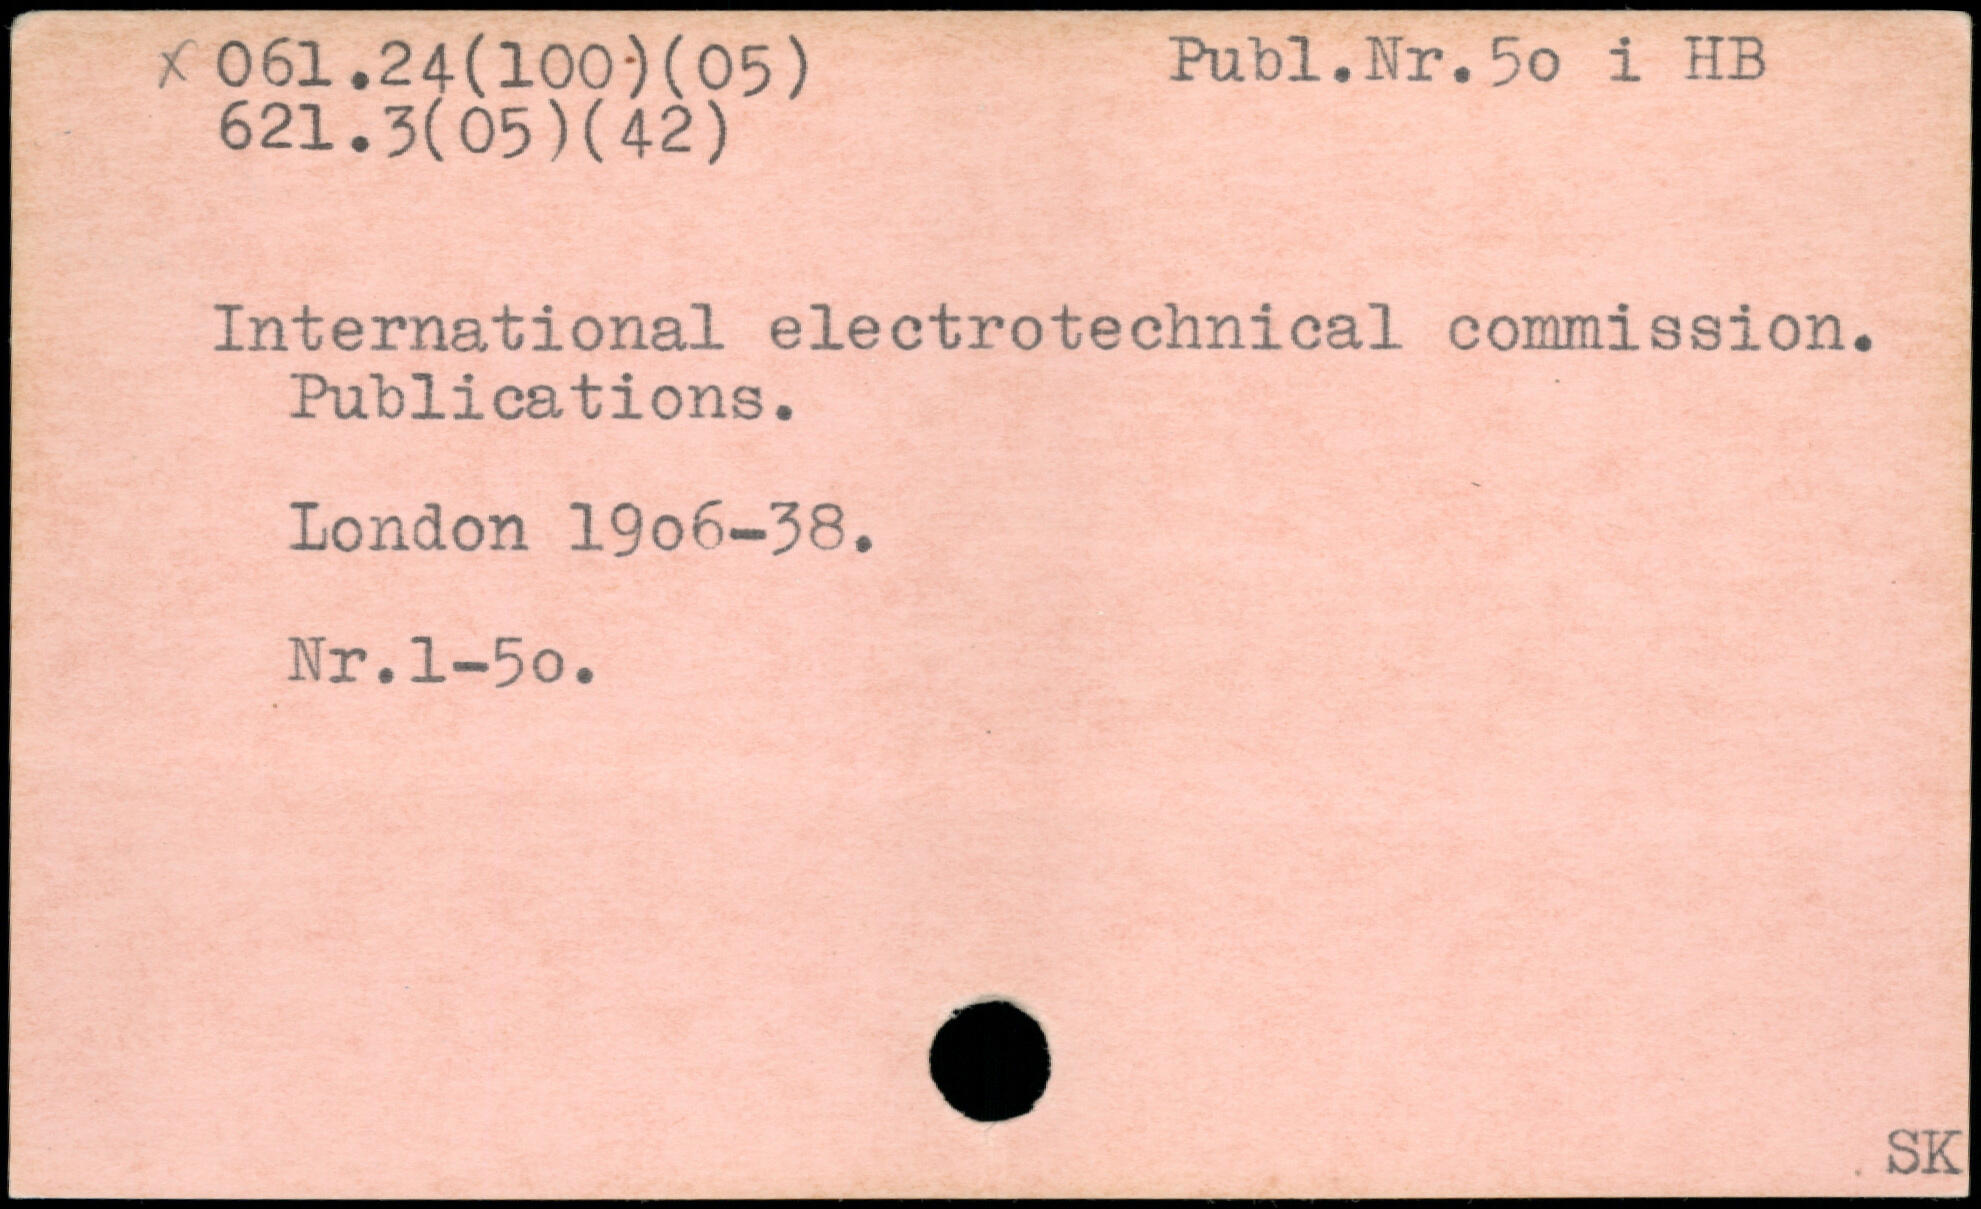 x 061.24(100)(05) Publ.Nr.5o i HB
621.3(05)(42)
International electrotechnical commission.
Publications.
London 19o6-38.
Nr.1-5o.
SK